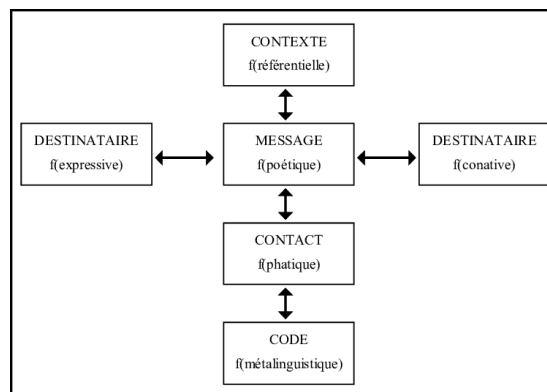 CONTEXTE
f(référentielle)
DESTINATAIRE
f(expressive)
MESSAGE
f(poétique)
DESTINATAIRE
f(conative)
CONTACT
f(phatique)
CODE
f(métalinguistique)